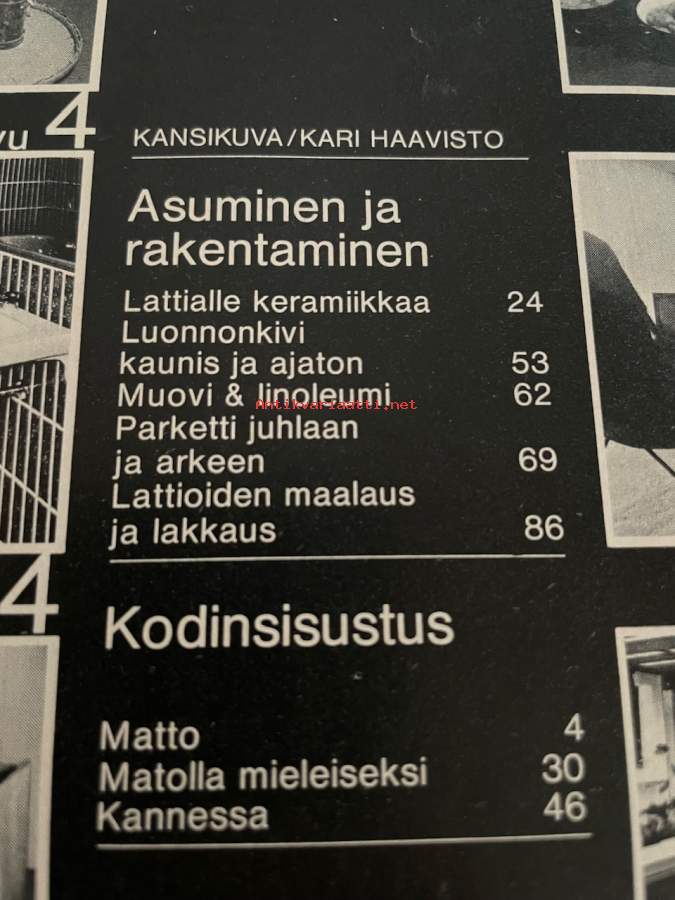 vu 4
KANSIKUVA/KARI HAAVISTO
Asuminen ja
rakentaminen
Lattialle keramiikkaa 24
Luonnonkivi
kaunis ja ajaton 53
Muovi & linoleumi 62
Antikvariaatti.net
Parketti juhlaan
ja arkeen 69
Lattioiden maalaus
ja lakkaus 86
4
Kodinsisustus
Matto 4
Matolla mieleiseksi 30
Kannessa 46